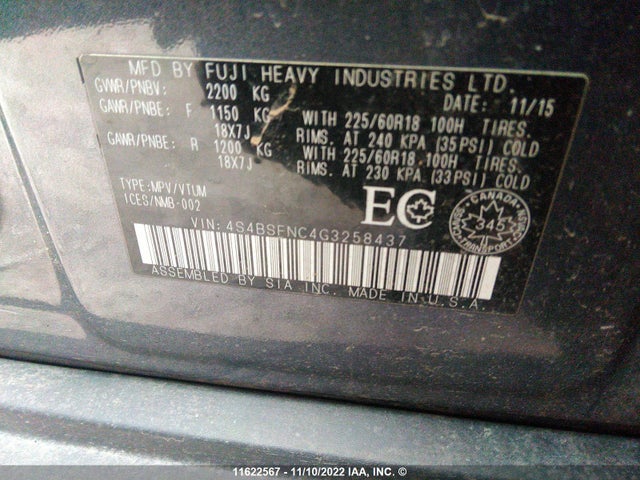 MFD BY FUJI HEAVY INDUSTRIES LTD.
GVWR/PNBV: 2200 KG DATE: 11/15
GAWR/PNBE: F 1150 KG WITH 225/60R18 100H TIRES.
18X7J RIMS. AT 240 KPA (35PSI) COLD
GAWR/PNBE: R 1200 KG WITH 225/60R18 100H TIRES.
18X7J RIMS. AT 230 KPA (33PSI) COLD
TYPE:MPV/VTUM
ICES/NMB-002
EC
CANADA
345
TRANSPORT
VIN: 4S4BSFNC4G3258437
ASSEMBLED BY SIA INC. MADE IN U.S.A.
11622567 - 11/10/2022 IAA, INC. ©